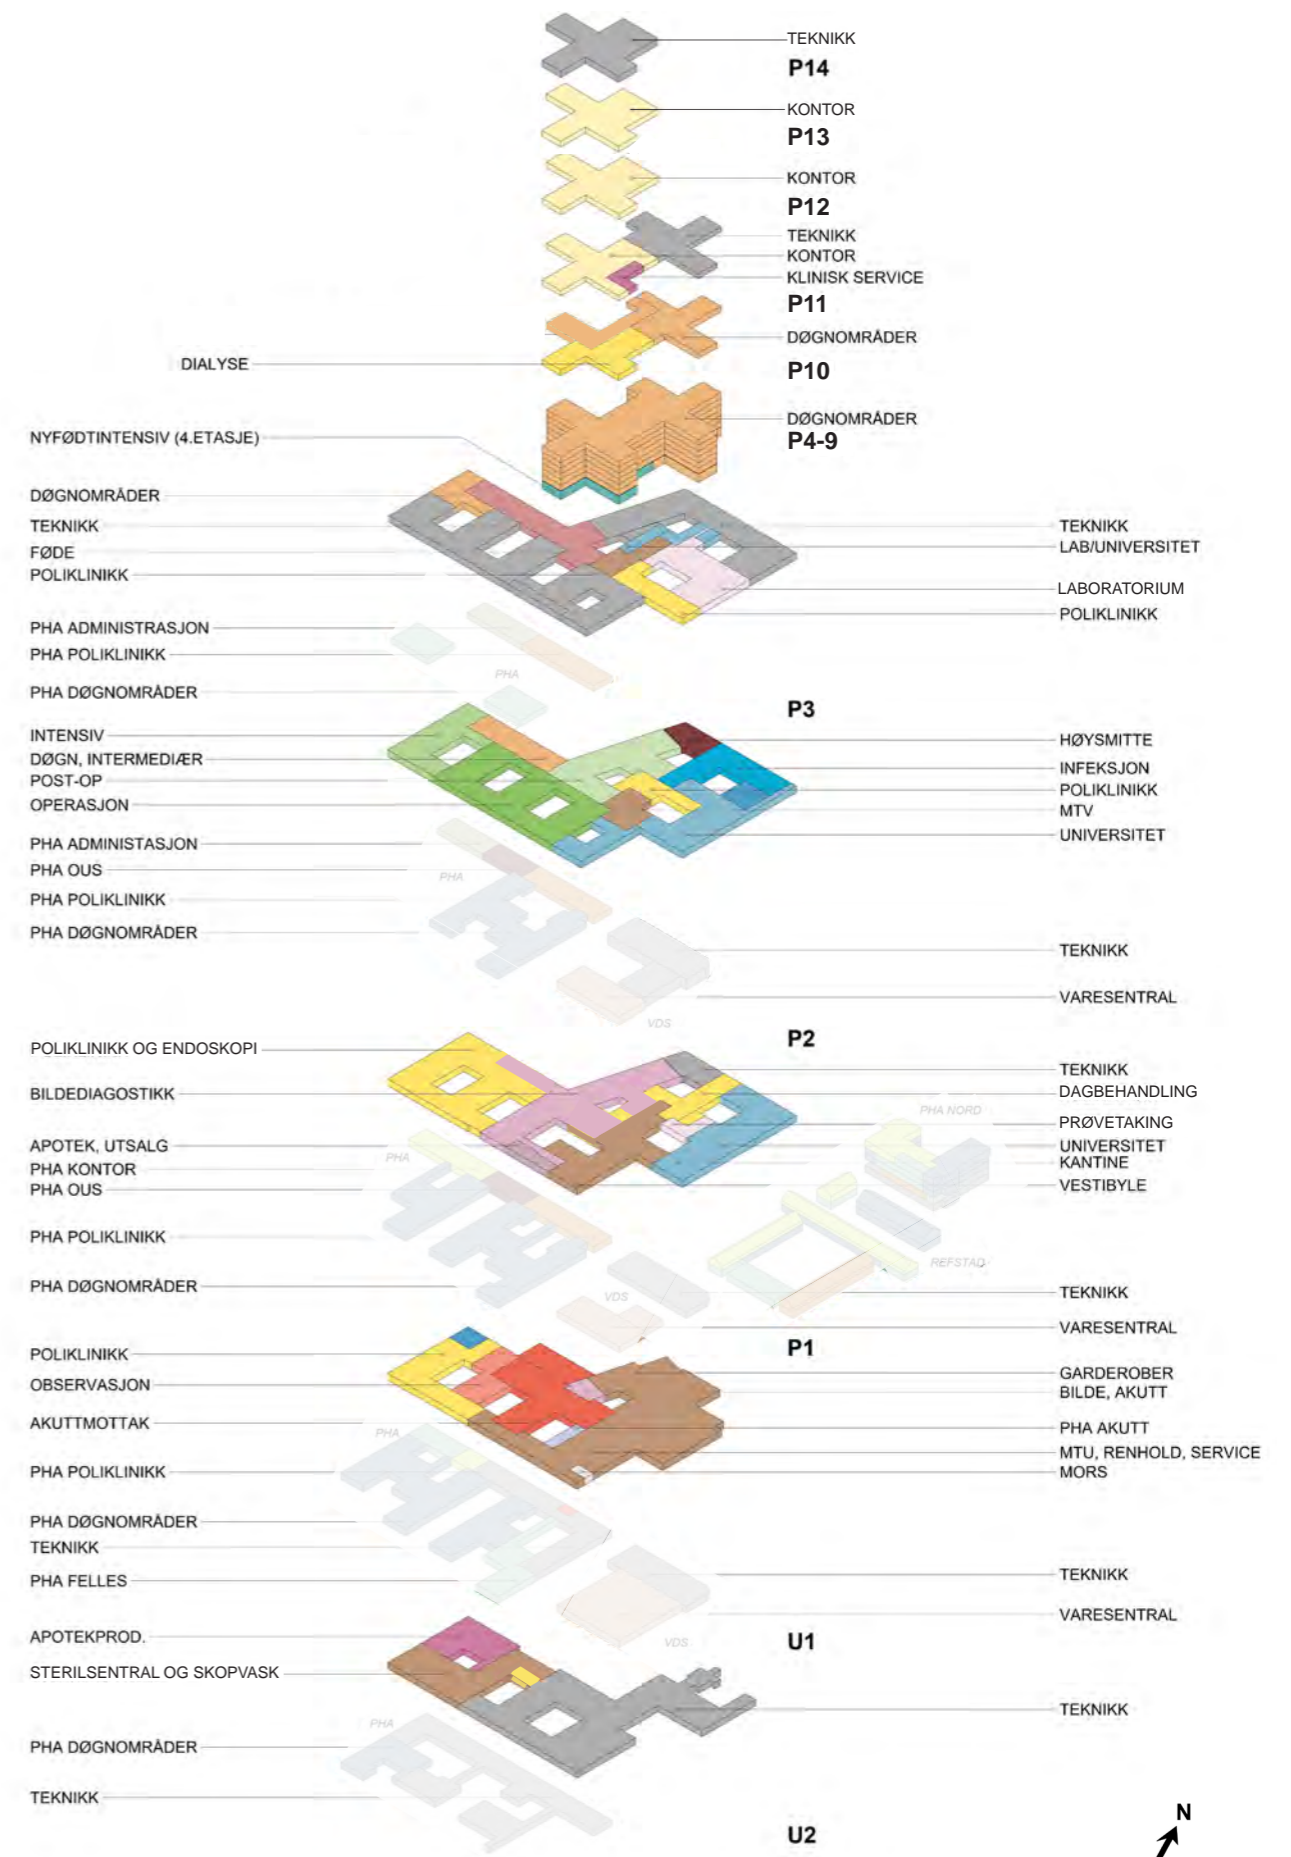 TEKNIKK
P14
KONTOR
P13
KONTOR
P12
TEKNIKK
KONTOR
KLINISK SERVICE
P11
DØGNOMRÅDER
DIALYSE
P10
DØGNOMRÅDER
P4-9
NYFØDTINTENSIV (4.ETASJE)
DØGNOMRÅDER
TEKNIKK
FØDE
POLIKLINIKK
TEKNIKK
LAB/UNIVERSITET
LABORATORIUM
POLIKLINIKK
PHA ADMINISTRASJON
PHA POLIKLINIKK
PHA
PHA DØGNOMRÅDER
P3
INTENSIV
DØGN, INTERMEDIÆR
POST-OP
OPERASJON
HØYSMITTE
INFEKSJON
POLIKLINIKK
MTV
UNIVERSITET
PHA ADMINISTASJON
PHA OUS
PHA
PHA POLIKLINIKK
PHA DØGNOMRÅDER
TEKNIKK
VARESENTRAL
VDS
P2
POLIKLINIKK OG ENDOSKOPI
BILDEDIAGOSTIKK
TEKNIKK
DAGBEHANDLING
PHA NORD
PRØVETAKING
UNIVERSITET
KANTINE
VESTIBYLE
APOTEK, UTSALG
PHA
PHA KONTOR
PHA OUS
PHA POLIKLINIKK
PHA DØGNOMRÅDER
REFSTAD
VDS
TEKNIKK
VARESENTRAL
P1
POLIKLINIKK
OBSERVASJON
AKUTTMOTTAK
GARDEROBER
BILDE, AKUTT
PHA AKUTT
MTU, RENHOLD, SERVICE
MORS
PHA
PHA POLIKLINIKK
PHA DØGNOMRÅDER
TEKNIKK
PHA FELLES
TEKNIKK
VARESENTRAL
VDS
U1
APOTEKPROD.
STERILSENTRAL OG SKOPVASK
TEKNIKK
PHA
PHA DØGNOMRÅDER
TEKNIKK
U2
N